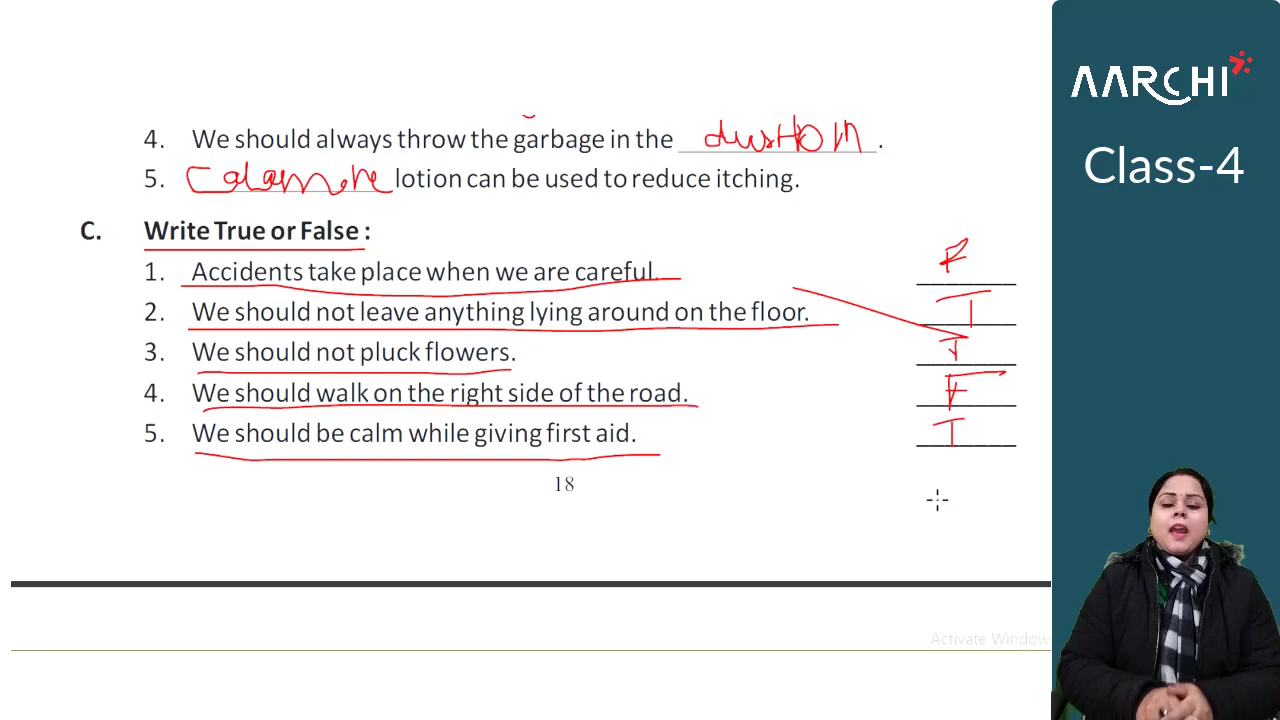 AARCHI
Class-4
4. We should always throw the garbage in the dustbin.
5. Calamine lotion can be used to reduce itching.
C. Write True or False :
1. Accidents take place when we are careful. F
2. We should not leave anything lying around on the floor. T
3. We should not pluck flowers. T
4. We should walk on the right side of the road. F
5. We should be calm while giving first aid. T
18
Activate Windows